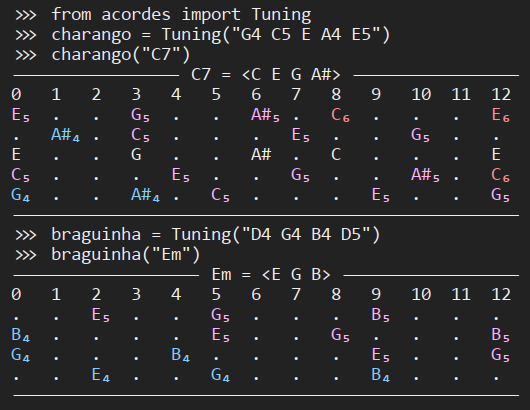 >>> from acordes import Tuning
>>> charango = Tuning("G4 C5 E A4 E5")
>>> charango("C7")
───────────────── C7 = <C E G A#> ─────────────────
0   1   2   3   4   5   6   7   8   9   10  11  12
E₅  .   .   G₅  .   .   A#₅ .   C₆  .   .   .   E₆
.   A#₄ .   C₅  .   .   .   E₅  .   .   G₅  .   .
E   .   .   G   .   .   A#  .   C   .   .   .   E
C₅  .   .   .   E₅  .   .   G₅  .   .   A#₅ .   C₆
G₄  .   .   A#₄ .   C₅  .   .   .   E₅  .   .   G₅
───────────────────────────────────────────────────
>>> braguinha = Tuning("D4 G4 B4 D5")
>>> braguinha("Em")
─────────────────── Em = <E G B> ──────────────────
0   1   2   3   4   5   6   7   8   9   10  11  12
.   .   E₅  .   .   G₅  .   .   .   B₅  .   .   .
B₄  .   .   .   .   E₅  .   .   G₅  .   .   .   B₅
G₄  .   .   .   B₄  .   .   .   .   E₅  .   .   G₅
.   .   E₄  .   .   G₄  .   .   .   B₄  .   .   .
───────────────────────────────────────────────────